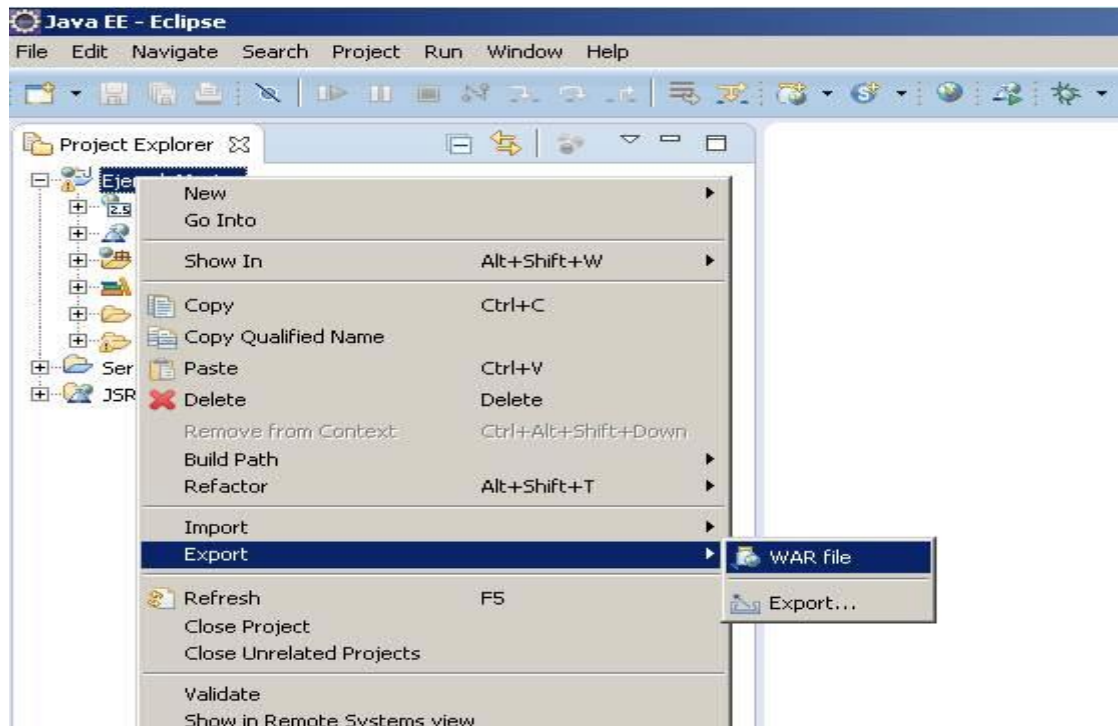 Java EE - Eclipse
File Edit Navigate Search Project Run Window Help
Project Explorer
New
Go Into
2.5
Show In Alt+Shift+W
Copy Ctrl+C
Copy Qualified Name
Ser Paste Ctrl+V
JSR Delete Delete
Remove from Context Ctrl+Alt+Shift+Down
Build Path
Refactor Alt+Shift+T
Import
Export
WAR file
Refresh F5
Export...
Close Project
Close Unrelated Projects
Validate
Show in Remote Systems view